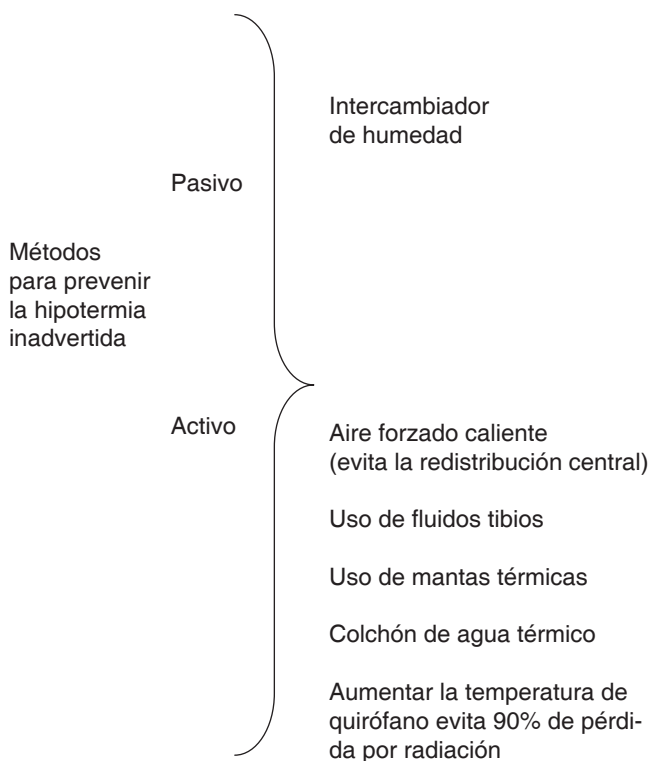 Métodos
para prevenir
la hipotermia
inadvertida
Pasivo
Intercambiador
de humedad
Activo
Aire forzado caliente
(evita la redistribución central)
Uso de fluidos tibios
Uso de mantas térmicas
Colchón de agua térmico
Aumentar la temperatura de
quirófano evita 90% de pérdi-
da por radiación